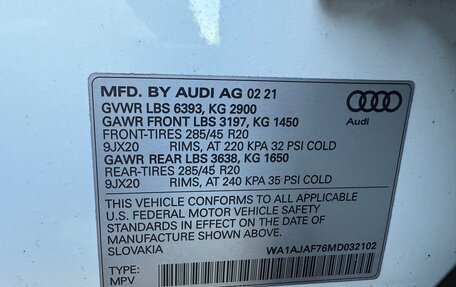 MFD. BY AUDI AG 02 21
GVWR LBS 6393, KG 2900
GAWR FRONT LBS 3197, KG 1450
FRONT-TIRES 285/45 R20
9JX20 RIMS, AT 220 KPA 32 PSI COLD
GAWR REAR LBS 3638, KG 1650
REAR-TIRES 285/45 R20
9JX20 RIMS, AT 240 KPA 35 PSI COLD
THIS VEHICLE CONFORMS TO ALL APPLICABLE
U.S. FEDERAL MOTOR VEHICLE SAFETY
STANDARDS IN EFFECT ON THE DATE OF
MANUFACTURE SHOWN ABOVE.
SLOVAKIA
WA1AJAF76MD032102
TYPE:
MPV
Audi